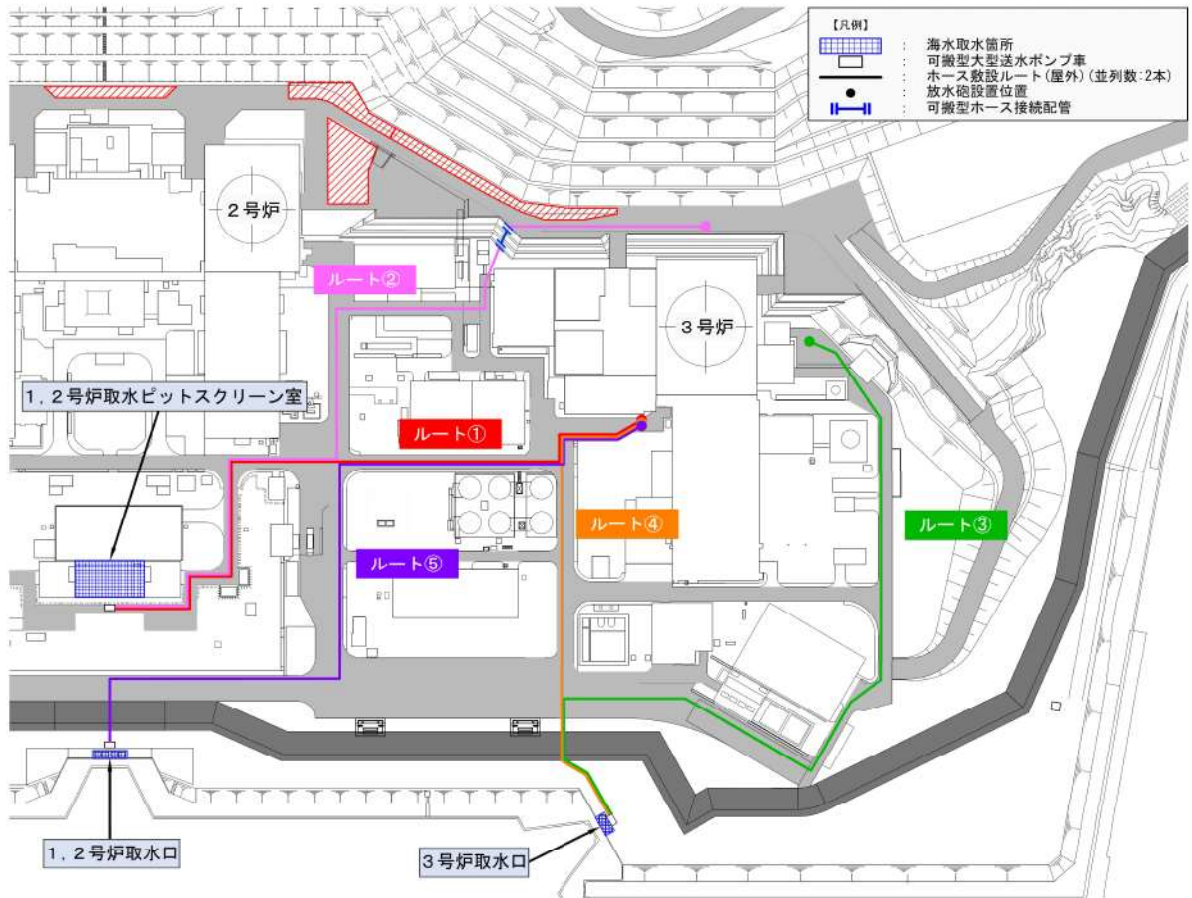 【凡例】
： 海水取水箇所
： 可搬型大型送水ポンプ車
： ホース敷設ルート(屋外)(並列数:2本)
： 放水砲設置位置
： 可搬型ホース接続配管
2号炉
ルート②
3号炉
1,2号炉取水ピットスクリーン室
ルート①
ルート④
ルート③
ルート⑤
1,2号炉取水口
3号炉取水口